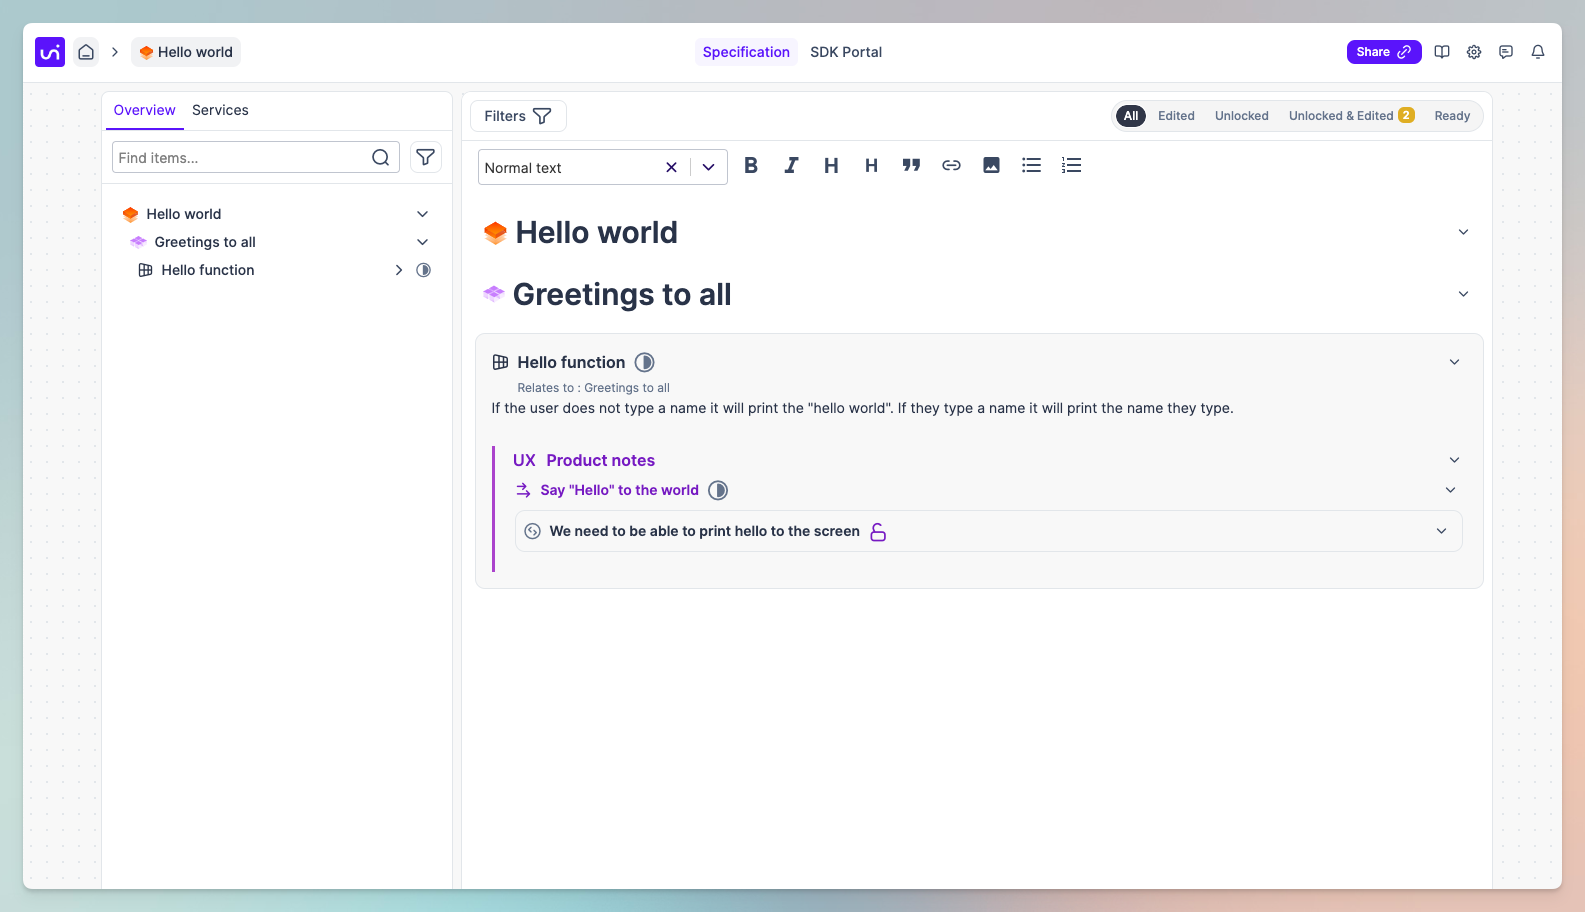 Hello world
Specification
SDK Portal
Share
Overview
Services
Find items...
Hello world
Greetings to all
Hello function
Filters
All
Edited
Unlocked
Unlocked & Edited 2
Ready
Normal text
B I H H
Hello world
Greetings to all
Hello function
Relates to : Greetings to all
If the user does not type a name it will print the "hello world". If they type a name it will print the name they type.
UX Product notes
Say "Hello" to the world
We need to be able to print hello to the screen